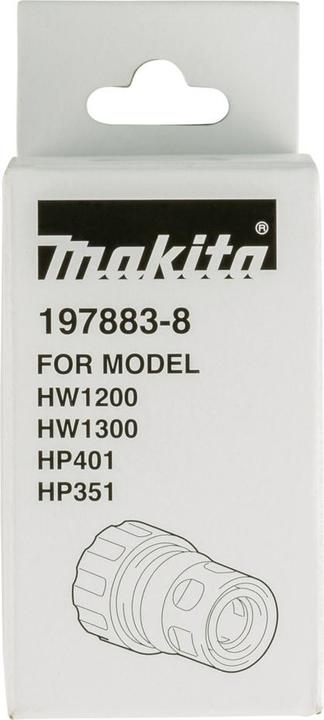 makita®
197883-8
FOR MODEL
HW1200
HW1300
HP401
HP351